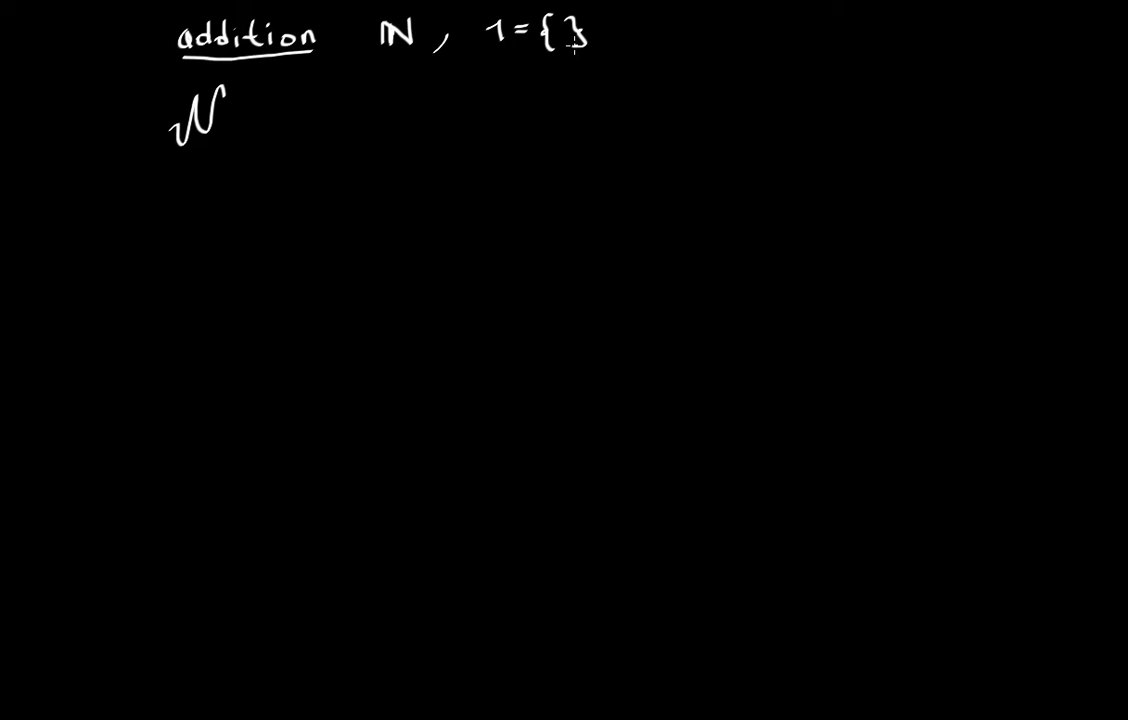 addition ℕ , 1 = { }
𝒩